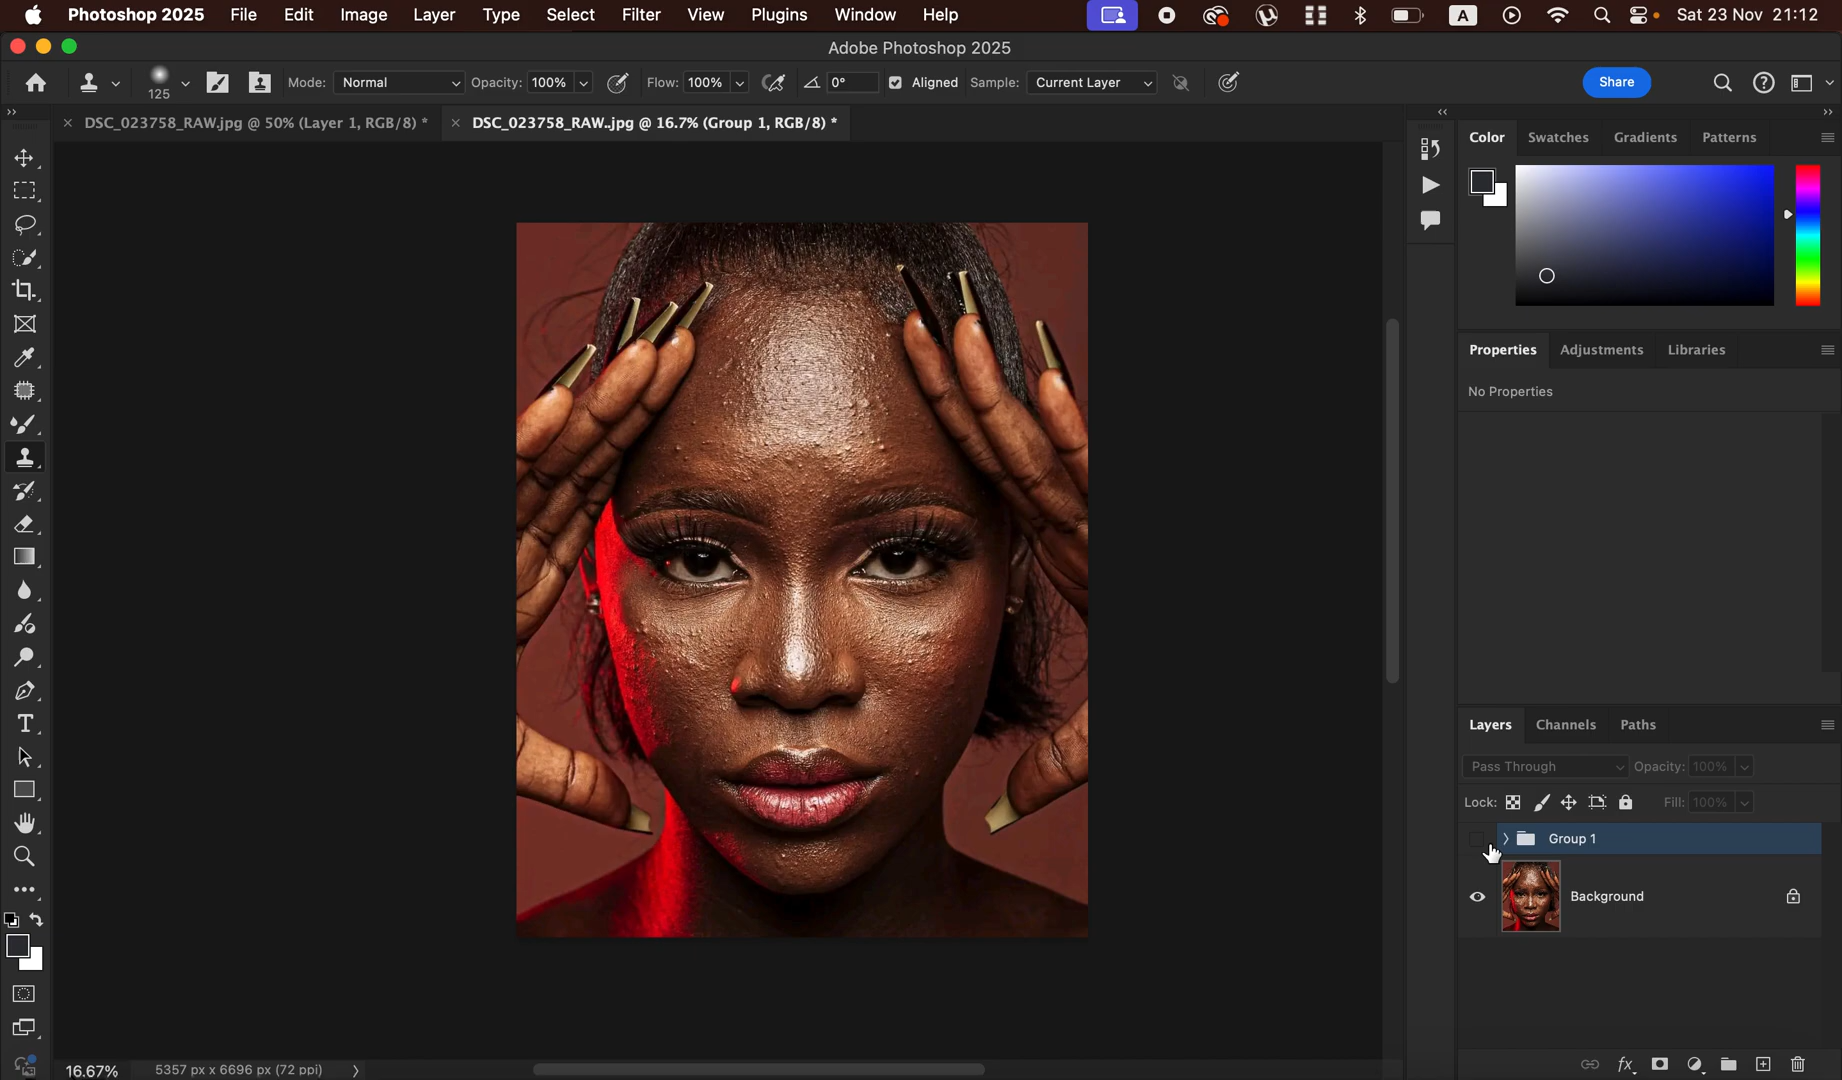 Photoshop 2025 File Edit Image Layer Type Select Filter View Plugins Window Help A Sat 23 Nov 21:12
Adobe Photoshop 2025
125 Mode: Normal Opacity: 100% Flow: 100% 0° Aligned Sample: Current Layer Share
DSC_023758_RAW.jpg @ 50% (Layer 1, RGB/8) * DSC_023758_RAW..jpg @ 16.7% (Group 1, RGB/8) *
Color Swatches Gradients Patterns
Properties Adjustments Libraries
No Properties
Layers Channels Paths
Pass Through Opacity: 100%
Lock: Fill: 100%
Group 1
Background
fx
16.67% 5357 px x 6696 px (72 ppi)